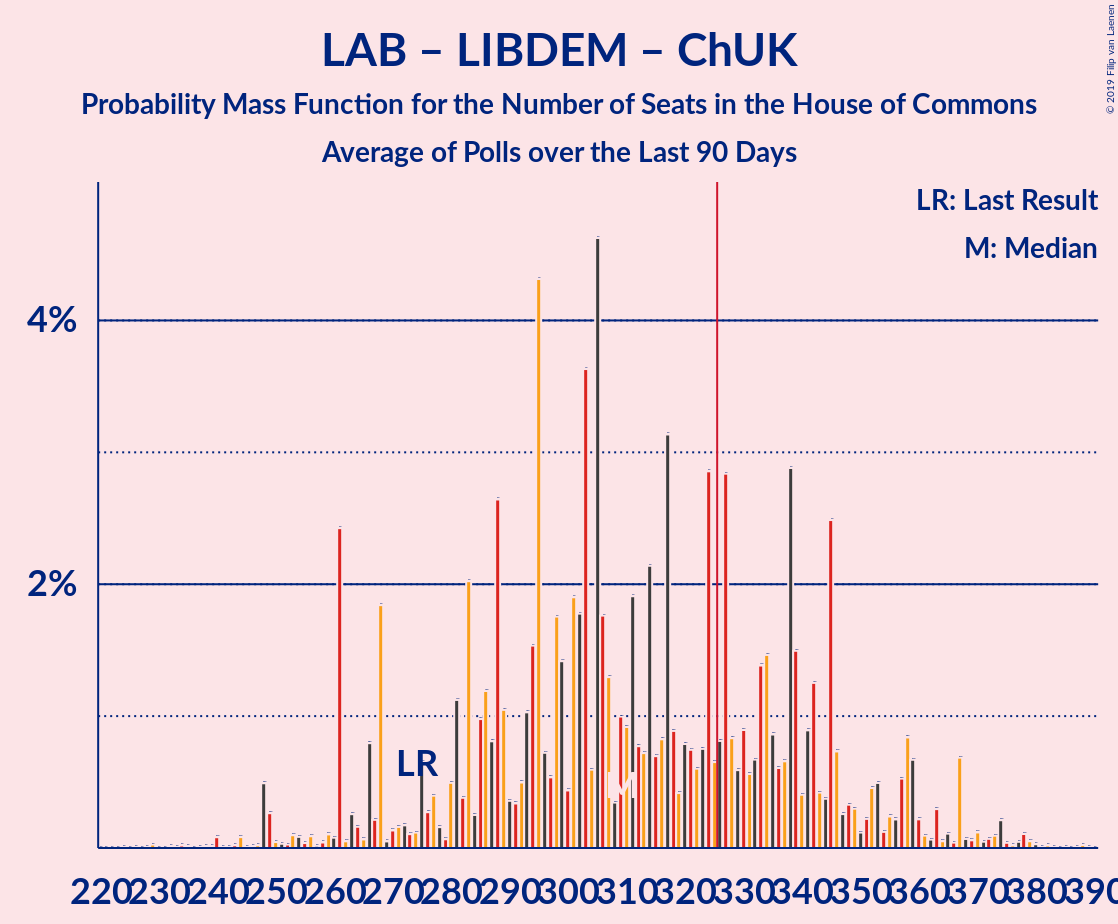 LAB – LIBDEM – ChUK
Probability Mass Function for the Number of Seats in the House of Commons
Average of Polls over the Last 90 Days
© 2019 Filip van Laenen
LR: Last Result
M: Median
4%
2%
LR
M
220 230 240 250 260 270 280 290 300 310 320 330 340 350 360 370 380 390